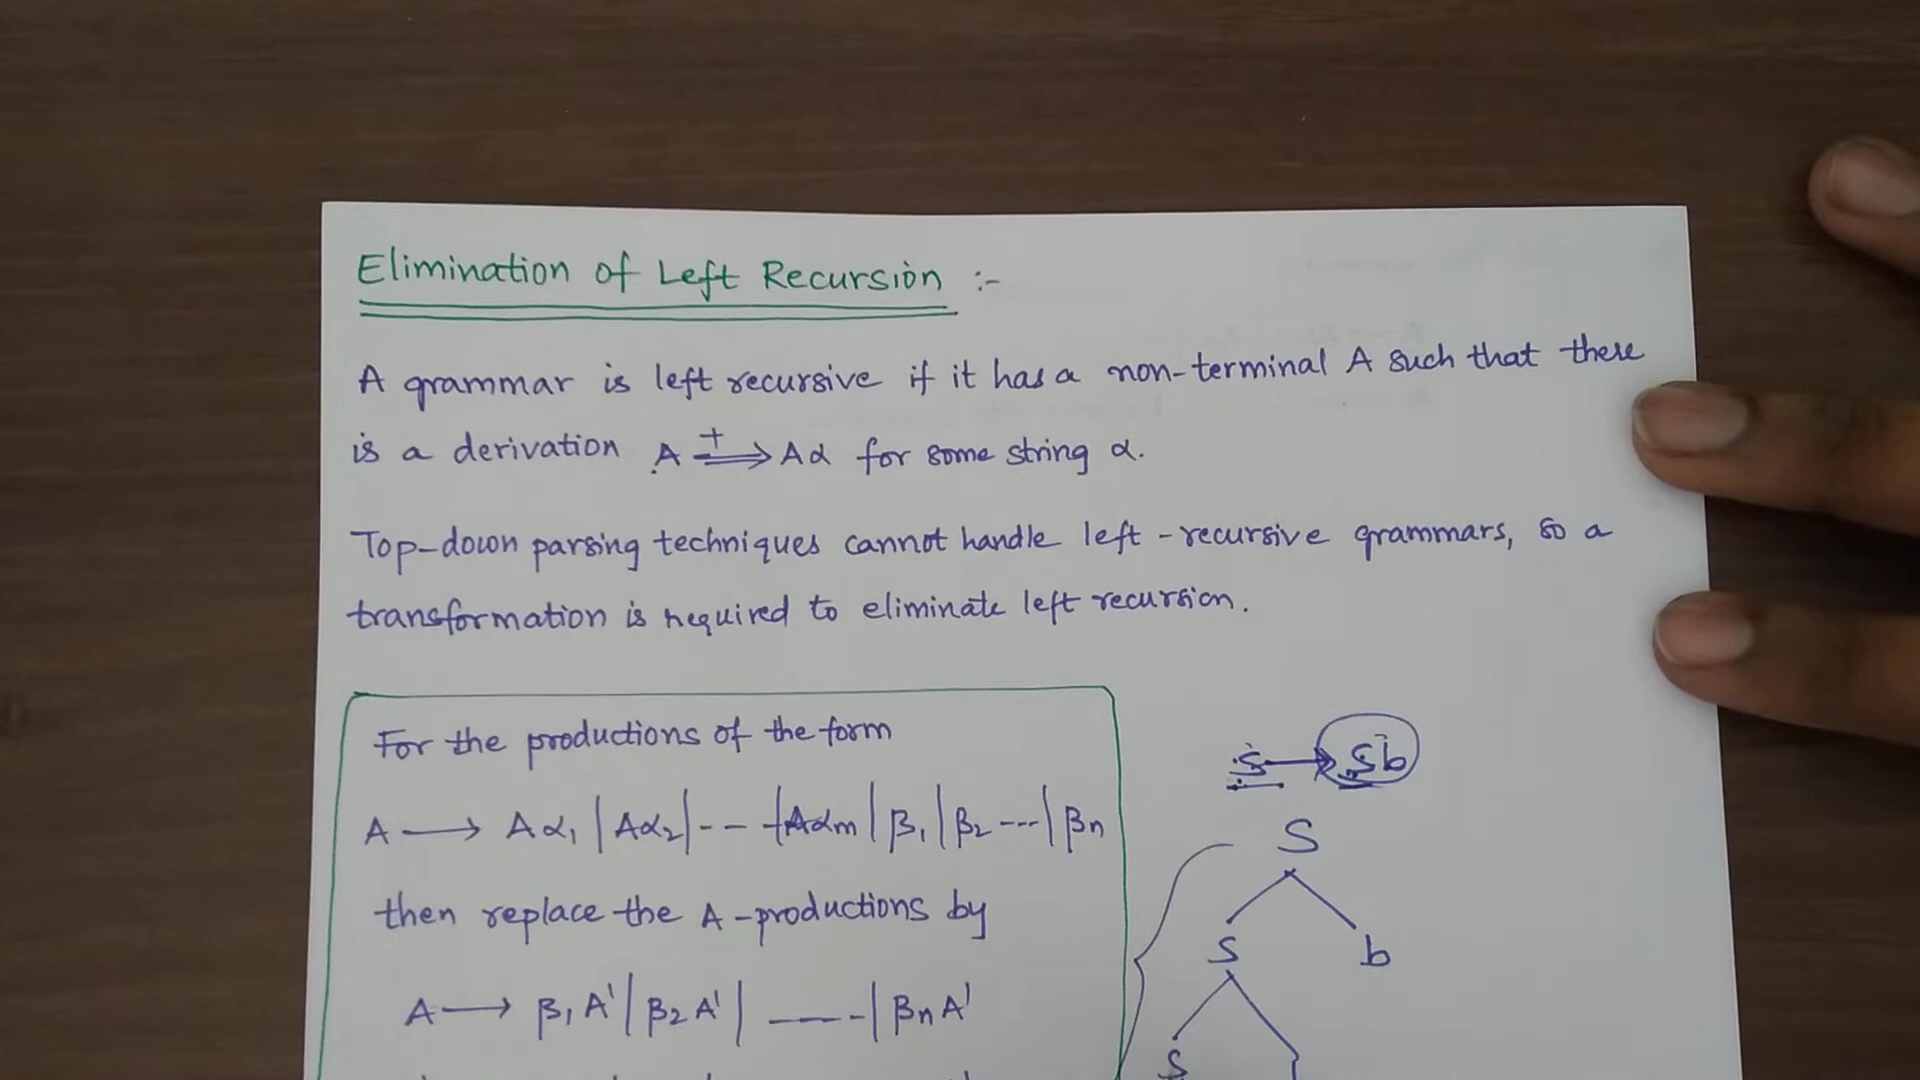 Elimination of Left Recursion :-
A grammar is left recursive if it has a non-terminal A such that there
is a derivation A +⟹ Aα for some string α.
Top-down parsing techniques cannot handle left-recursive grammars, so a
transformation is required to eliminate left recursion.
For the productions of the form
A ⟶ Aα₁ | Aα₂ | -- - | Aαm | β₁ | β₂ --- | βn
then replace the A-productions by
A ⟶ β₁A' | β₂A' | ---- | βnA'
S ⟶ Sb
S
S b
S